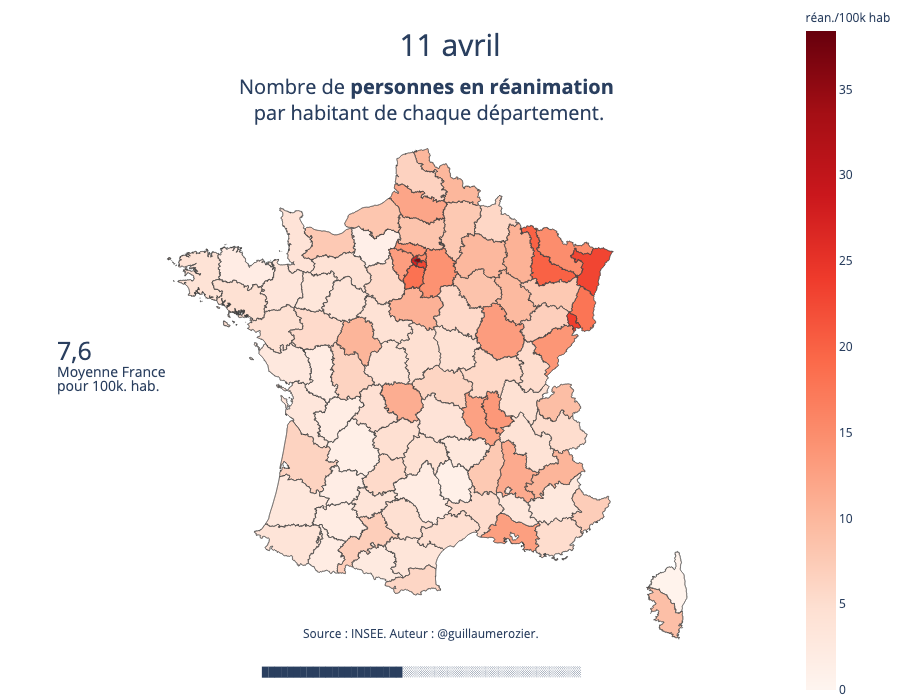 réan./100k hab
11 avril
Nombre de personnes en réanimation
par habitant de chaque département.
35
30
25
20
15
10
5
0
7,6
Moyenne France
pour 100k. hab.
Source : INSEE. Auteur : @guillaumerozier.